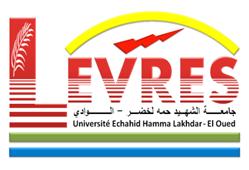 LEVRES
جامعة الشهيد حمه لخضر - الوادي
Université Echahid Hamma Lakhdar- El Oued